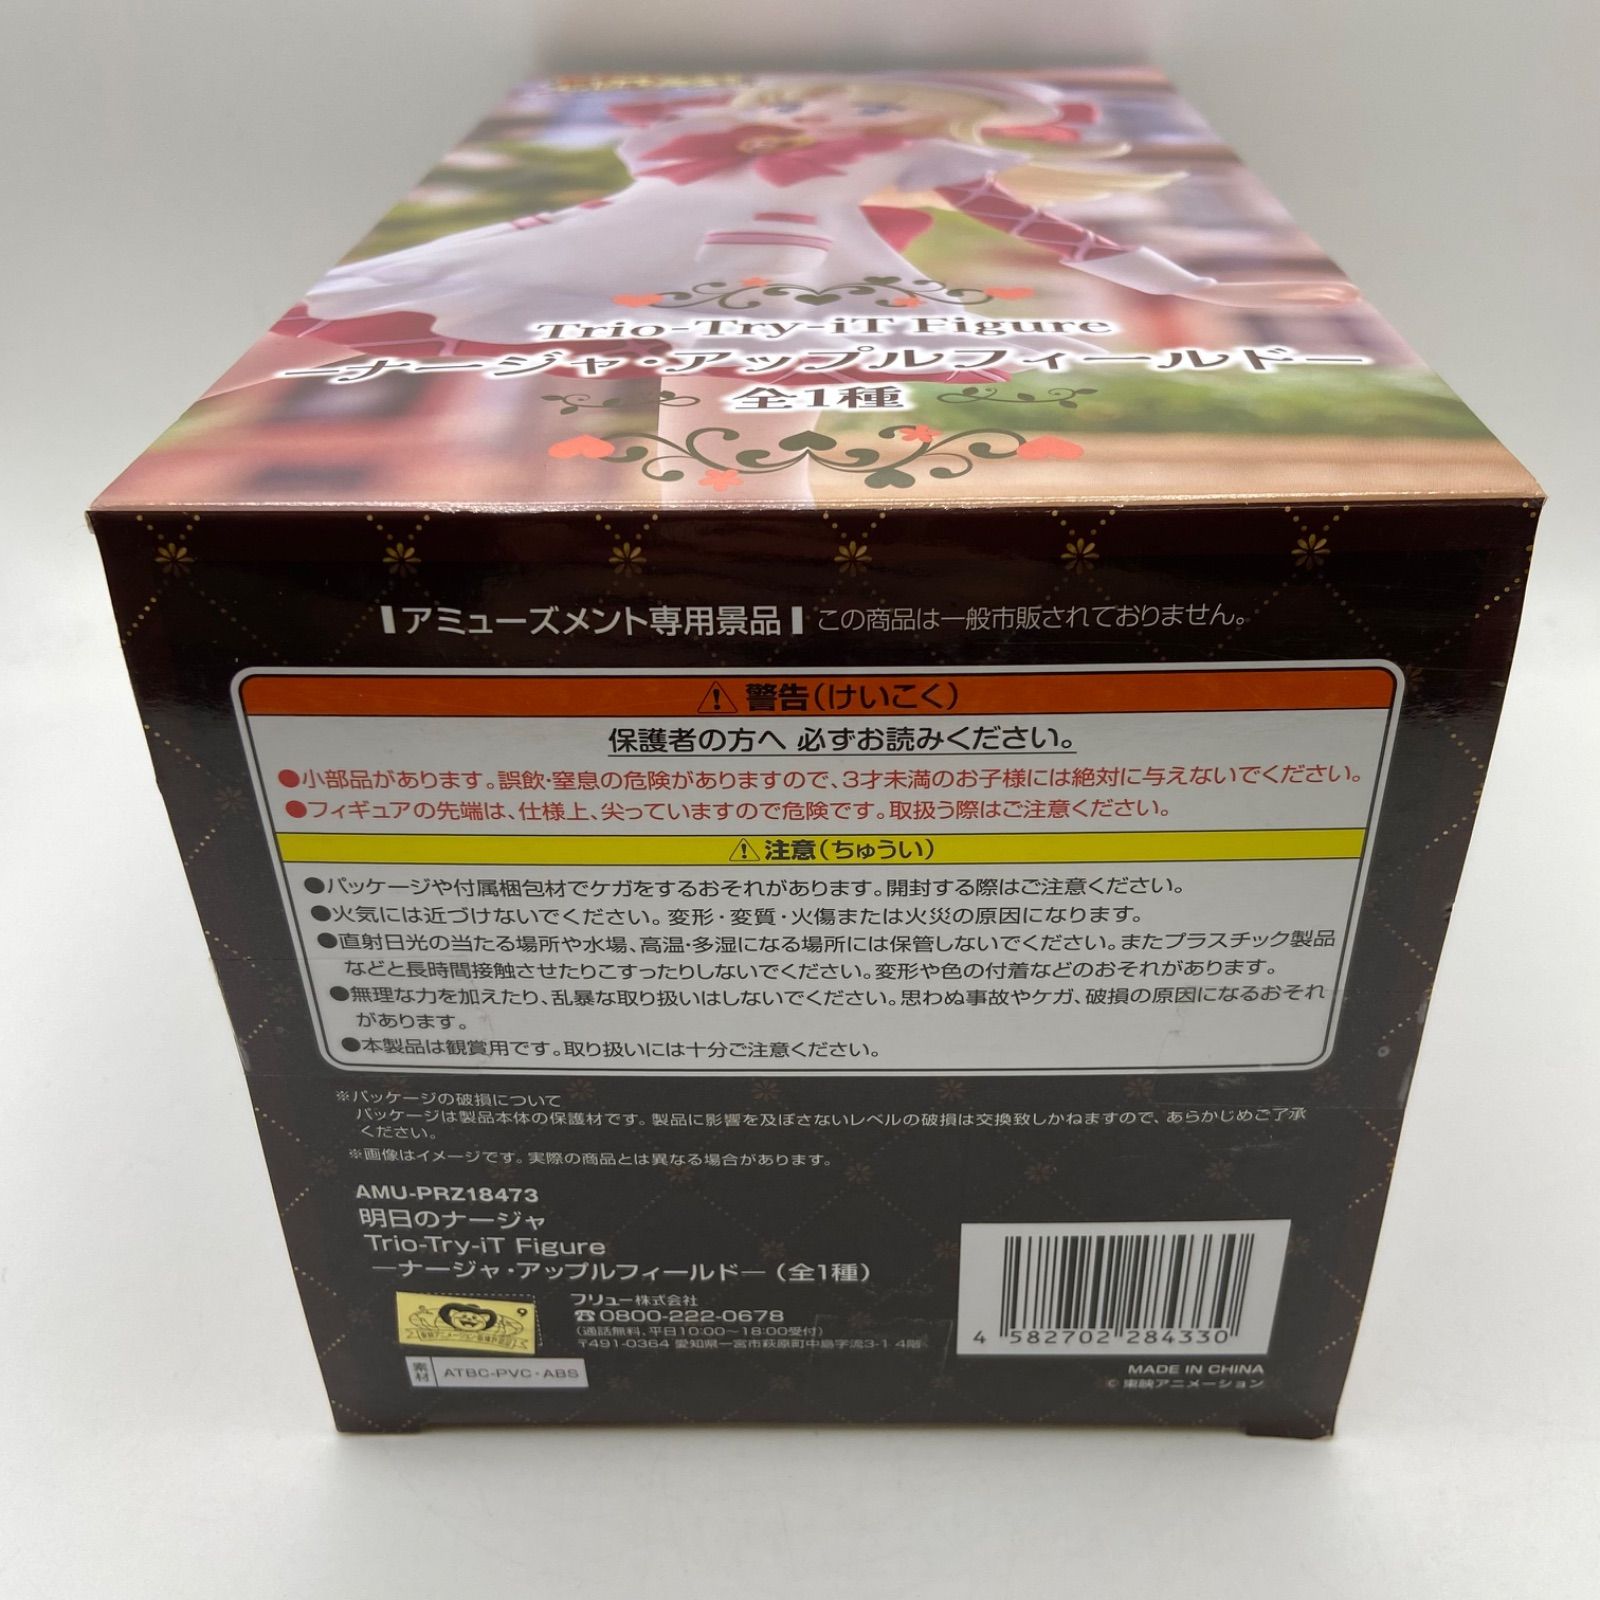 Trio-Try-iT Figure
―ナージャ・アップルフィールド―
全1種
アミューズメント専用景品 この商品は一般市販されておりません。
警告(けいこく)
保護者の方へ 必ずお読みください。
●小部品があります。誤飲・窒息の危険がありますので、3才未満のお子様には絶対に与えないでください。
●フィギュアの先端は、仕様上、尖っていますので危険です。取扱う際はご注意ください。
注意(ちゅうい)
●パッケージや付属梱包材でケガをするおそれがあります。開封する際はご注意ください。
●火気には近づけないでください。変形・変質・火傷または火災の原因になります。
●直射日光の当たる場所や水場、高温・多湿になる場所には保管しないでください。またプラスチック製品
などと長時間接触させたりこすったりしないでください。変形や色の付着などのおそれがあります。
●無理な力を加えたり、乱暴な取り扱いはしないでください。思わぬ事故やケガ、破損の原因になるおそれ
があります。
●本製品は観賞用です。取り扱いには十分ご注意ください。
※パッケージの破損について
パッケージは製品本体の保護材です。製品に影響を及ぼさないレベルの破損は交換致しかねますので、あらかじめご了承
ください。
※画像はイメージです。実際の商品とは異なる場合があります。
AMU-PRZ18473
明日のナージャ
Trio-Try-iT Figure
―ナージャ・アップルフィールド―(全1種)
フリュー株式会社
☎0800-222-0678
(通話無料、平日10:00〜18:00受付)
〒491-0364 愛知県一宮市萩原町中島字流3-1 4階
素材 ATBC-PVC・ABS
4 582702 284330
MADE IN CHINA
© 東映アニメーション